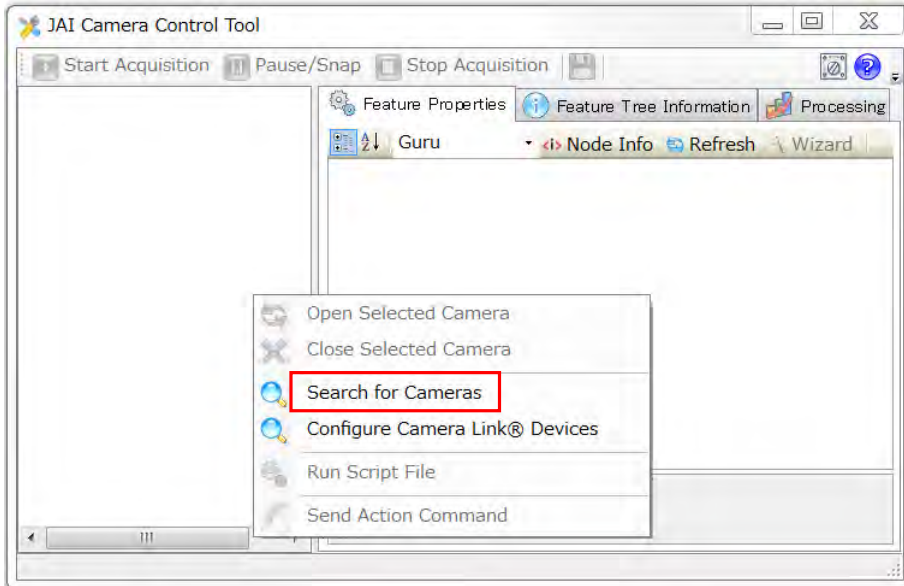 JAI Camera Control Tool
Start Acquisition Pause/Snap Stop Acquisition
Feature Properties Feature Tree Information Processing
Guru Node Info Refresh Wizard
Open Selected Camera
Close Selected Camera
Search for Cameras
Configure Camera Link® Devices
Run Script File
Send Action Command